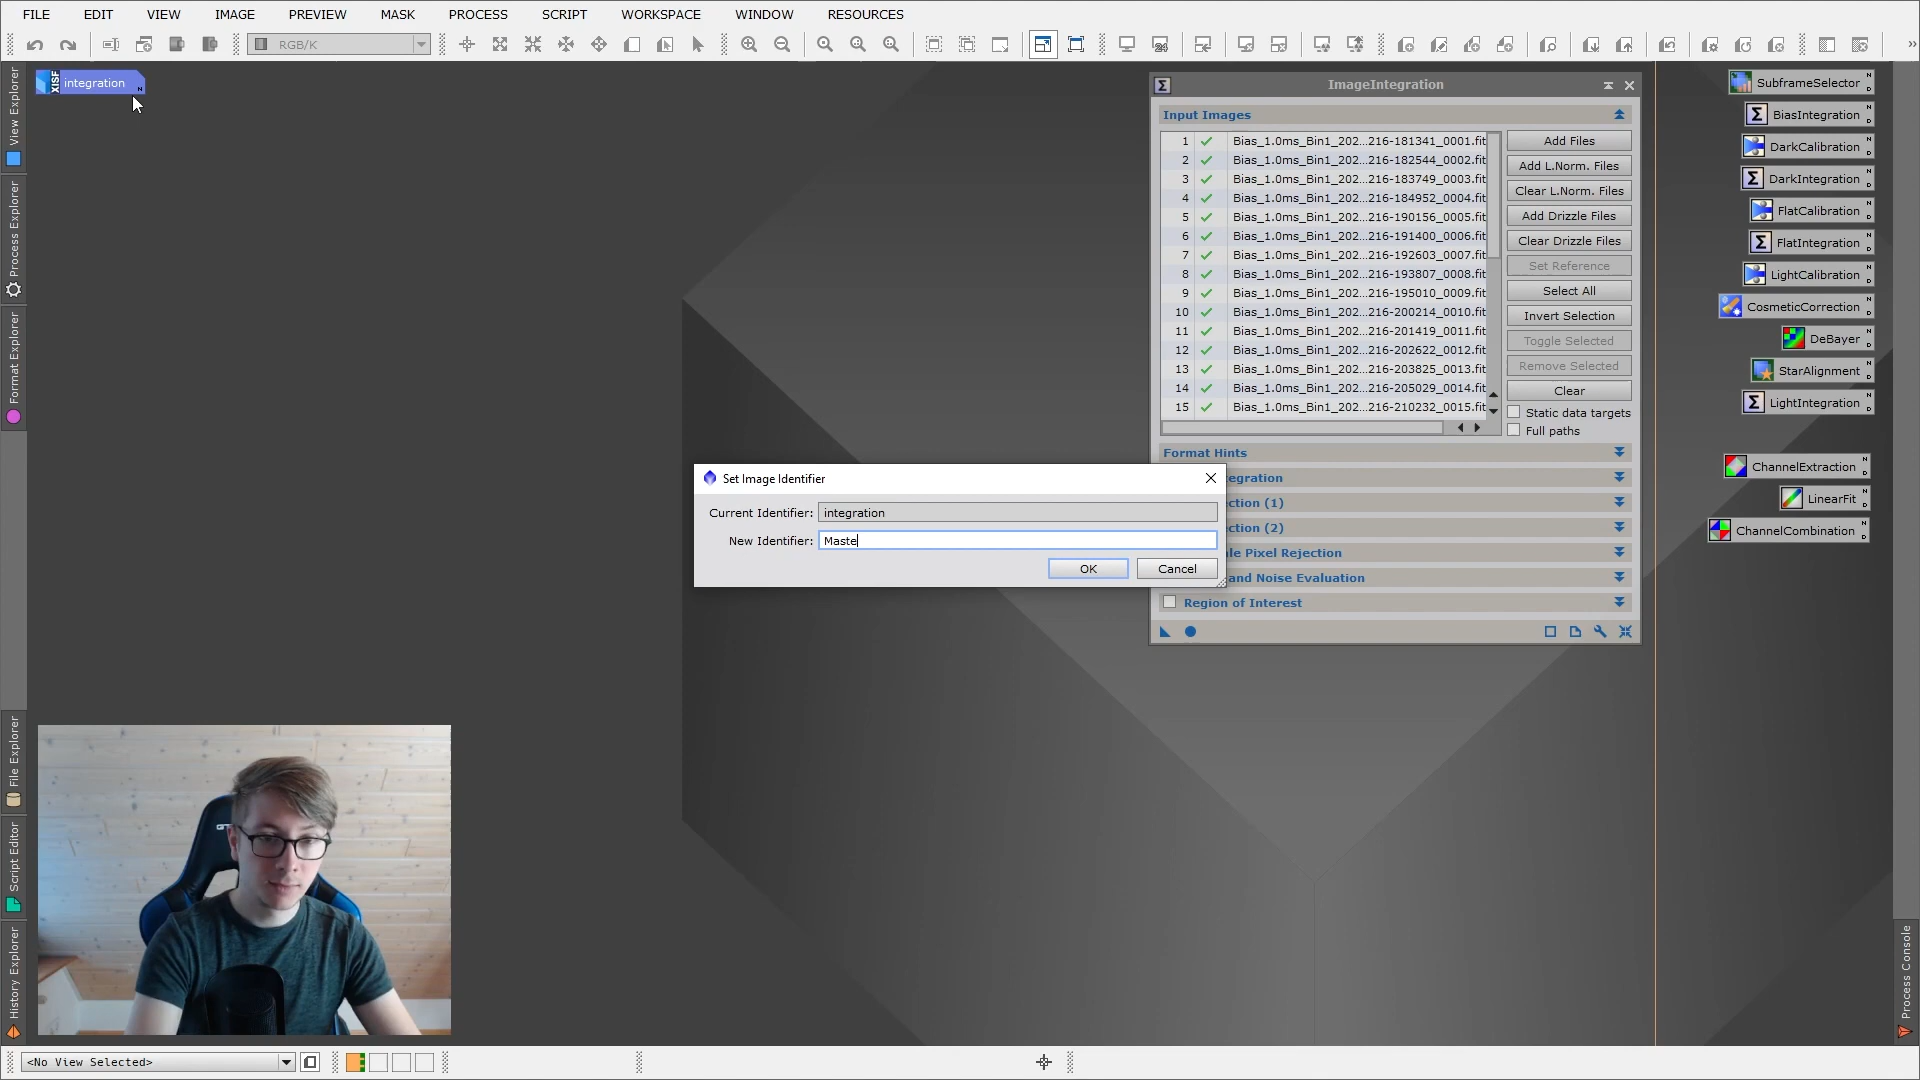 FILE EDIT VIEW IMAGE PREVIEW MASK PROCESS SCRIPT WORKSPACE WINDOW RESOURCES
RGB/K
24
XISF integration
View Explorer
Process Explorer
Format Explorer
File Explorer
Script Editor
History Explorer
ImageIntegration
Input Images
1 Bias_1.0ms_Bin1_202...216-181341_0001.fit
2 Bias_1.0ms_Bin1_202...216-182544_0002.fit
3 Bias_1.0ms_Bin1_202...216-183749_0003.fit
4 Bias_1.0ms_Bin1_202...216-184952_0004.fit
5 Bias_1.0ms_Bin1_202...216-190156_0005.fit
6 Bias_1.0ms_Bin1_202...216-191400_0006.fit
7 Bias_1.0ms_Bin1_202...216-192603_0007.fit
8 Bias_1.0ms_Bin1_202...216-193807_0008.fit
9 Bias_1.0ms_Bin1_202...216-195010_0009.fit
10 Bias_1.0ms_Bin1_202...216-200214_0010.fit
11 Bias_1.0ms_Bin1_202...216-201419_0011.fit
12 Bias_1.0ms_Bin1_202...216-202622_0012.fit
13 Bias_1.0ms_Bin1_202...216-203825_0013.fit
14 Bias_1.0ms_Bin1_202...216-205029_0014.fit
15 Bias_1.0ms_Bin1_202...216-210232_0015.fit
Add Files
Add L.Norm. Files
Clear L.Norm. Files
Add Drizzle Files
Clear Drizzle Files
Set Reference
Select All
Invert Selection
Toggle Selected
Remove Selected
Clear
Static data targets
Full paths
Format Hints
tegration
ction (1)
ction (2)
le Pixel Rejection
and Noise Evaluation
Region of Interest
Set Image Identifier
Current Identifier: integration
New Identifier: Maste
OK Cancel
SubframeSelector
BiasIntegration
DarkCalibration
DarkIntegration
FlatCalibration
FlatIntegration
LightCalibration
CosmeticCorrection
DeBayer
StarAlignment
LightIntegration
ChannelExtraction
LinearFit
ChannelCombination
Process Console
<No View Selected>